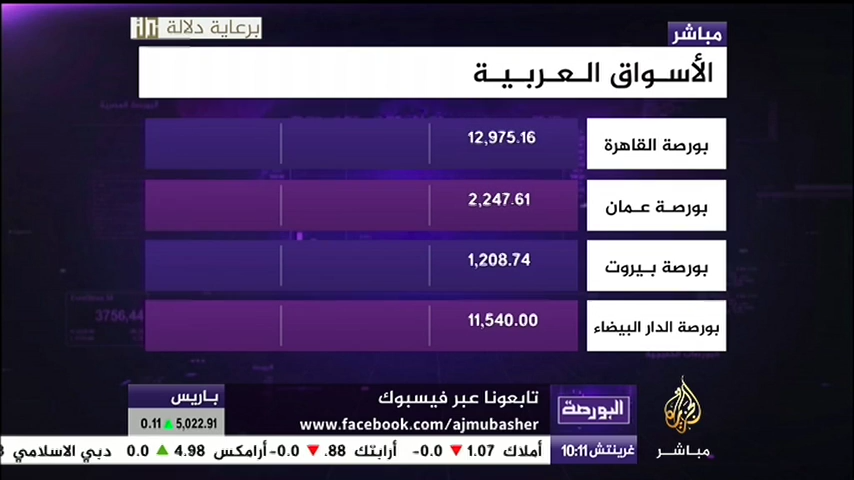 برعاية دلالة
مباشر
الأسواق العربية
بورصة القاهرة 12,975.16
بورصة عمان 2,247.61
بورصة بيروت 1,208.74
بورصة الدار البيضاء 11,540.00
3756,44
باريس
0.11 5,022.91
تابعونا عبر فيسبوك
www.facebook.com/ajmubasher
البورصة
الجزيرة
مباشر
غرينتش 10:11
أملاك 1.07 -0.0 أرابتك .88 -0.0 أرامكس 4.98 0.0 دبي الاسلامي